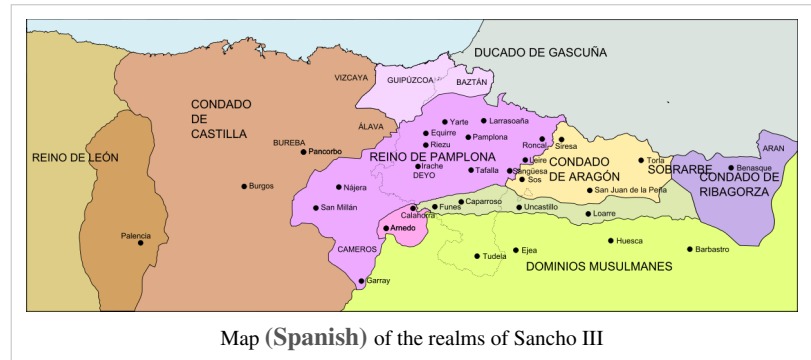 DUCADO DE GASCUÑA
VIZCAYA
GUIPÚZCOA
BAZTÁN
CONDADO
DE
CASTILLA
Yarte
Larrasoaña
ÁLAVA
Equirre
Pamplona
Roncal
Siresa
BUREBA
Riezu
ARAN
Pancorbo
REINO DE LEÓN
REINO DE PAMPLONA
Leire
CONDADO
DE ARAGÓN
Torla
SOBRARBE
Irache
DEYO
Tafalla
Sangüesa
Benasque
CONDADO DE
RIBAGORZA
Sos
Burgos
Nájera
San Juan de la Peña
San Millán
Caparroso
Funes
Uncastillo
Calahorra
Loarre
Arnedo
Palencia
CAMEROS
Huesca
Tudela
Ejea
Barbastro
DOMINIOS MUSULMANES
Garray
Map (Spanish) of the realms of Sancho III